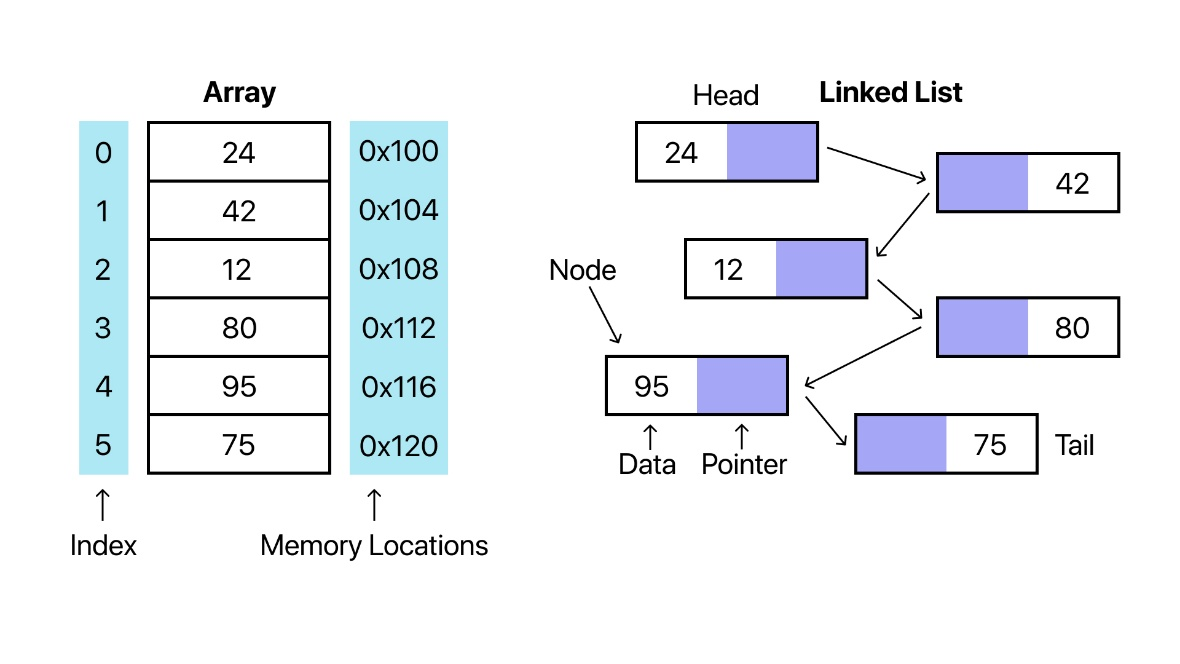 Array
0 24 0x100
1 42 0x104
2 12 0x108
3 80 0x112
4 95 0x116
5 75 0x120
Index
Memory Locations
Head
Linked List
24
42
12
Node
80
95
Data
Pointer
75
Tail